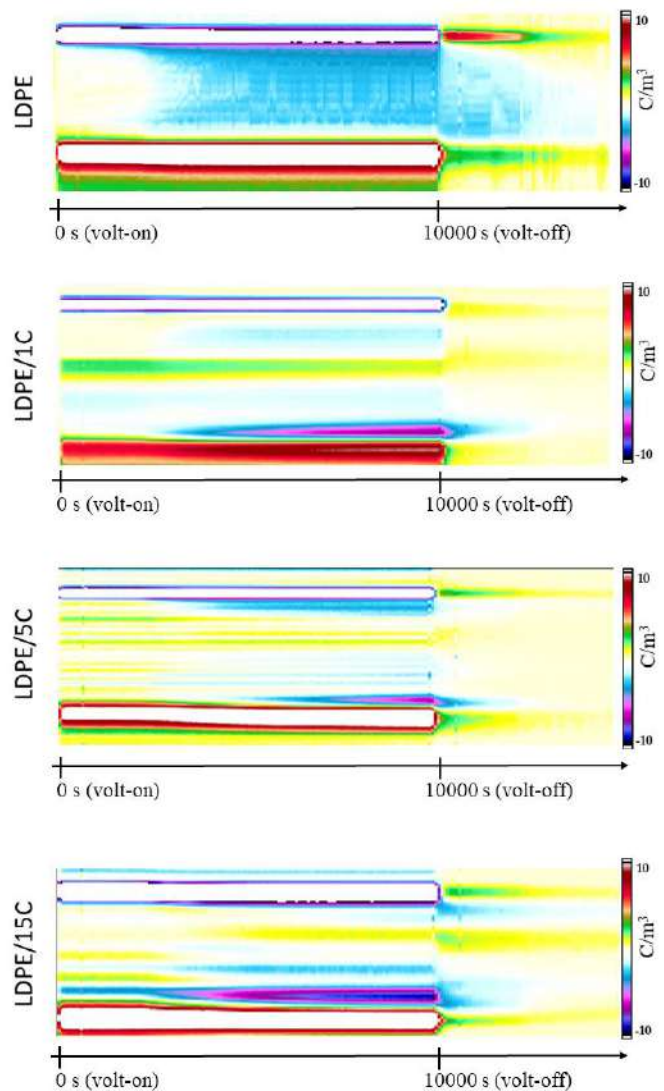 LDPE
10
C/m³
-10
0 s (volt-on)
10000 s (volt-off)
LDPE/1C
10
C/m³
-10
0 s (volt-on)
10000 s (volt-off)
LDPE/5C
10
C/m³
-10
0 s (volt-on)
10000 s (volt-off)
LDPE/15C
10
C/m³
-10
0 s (volt-on)
10000 s (volt-off)